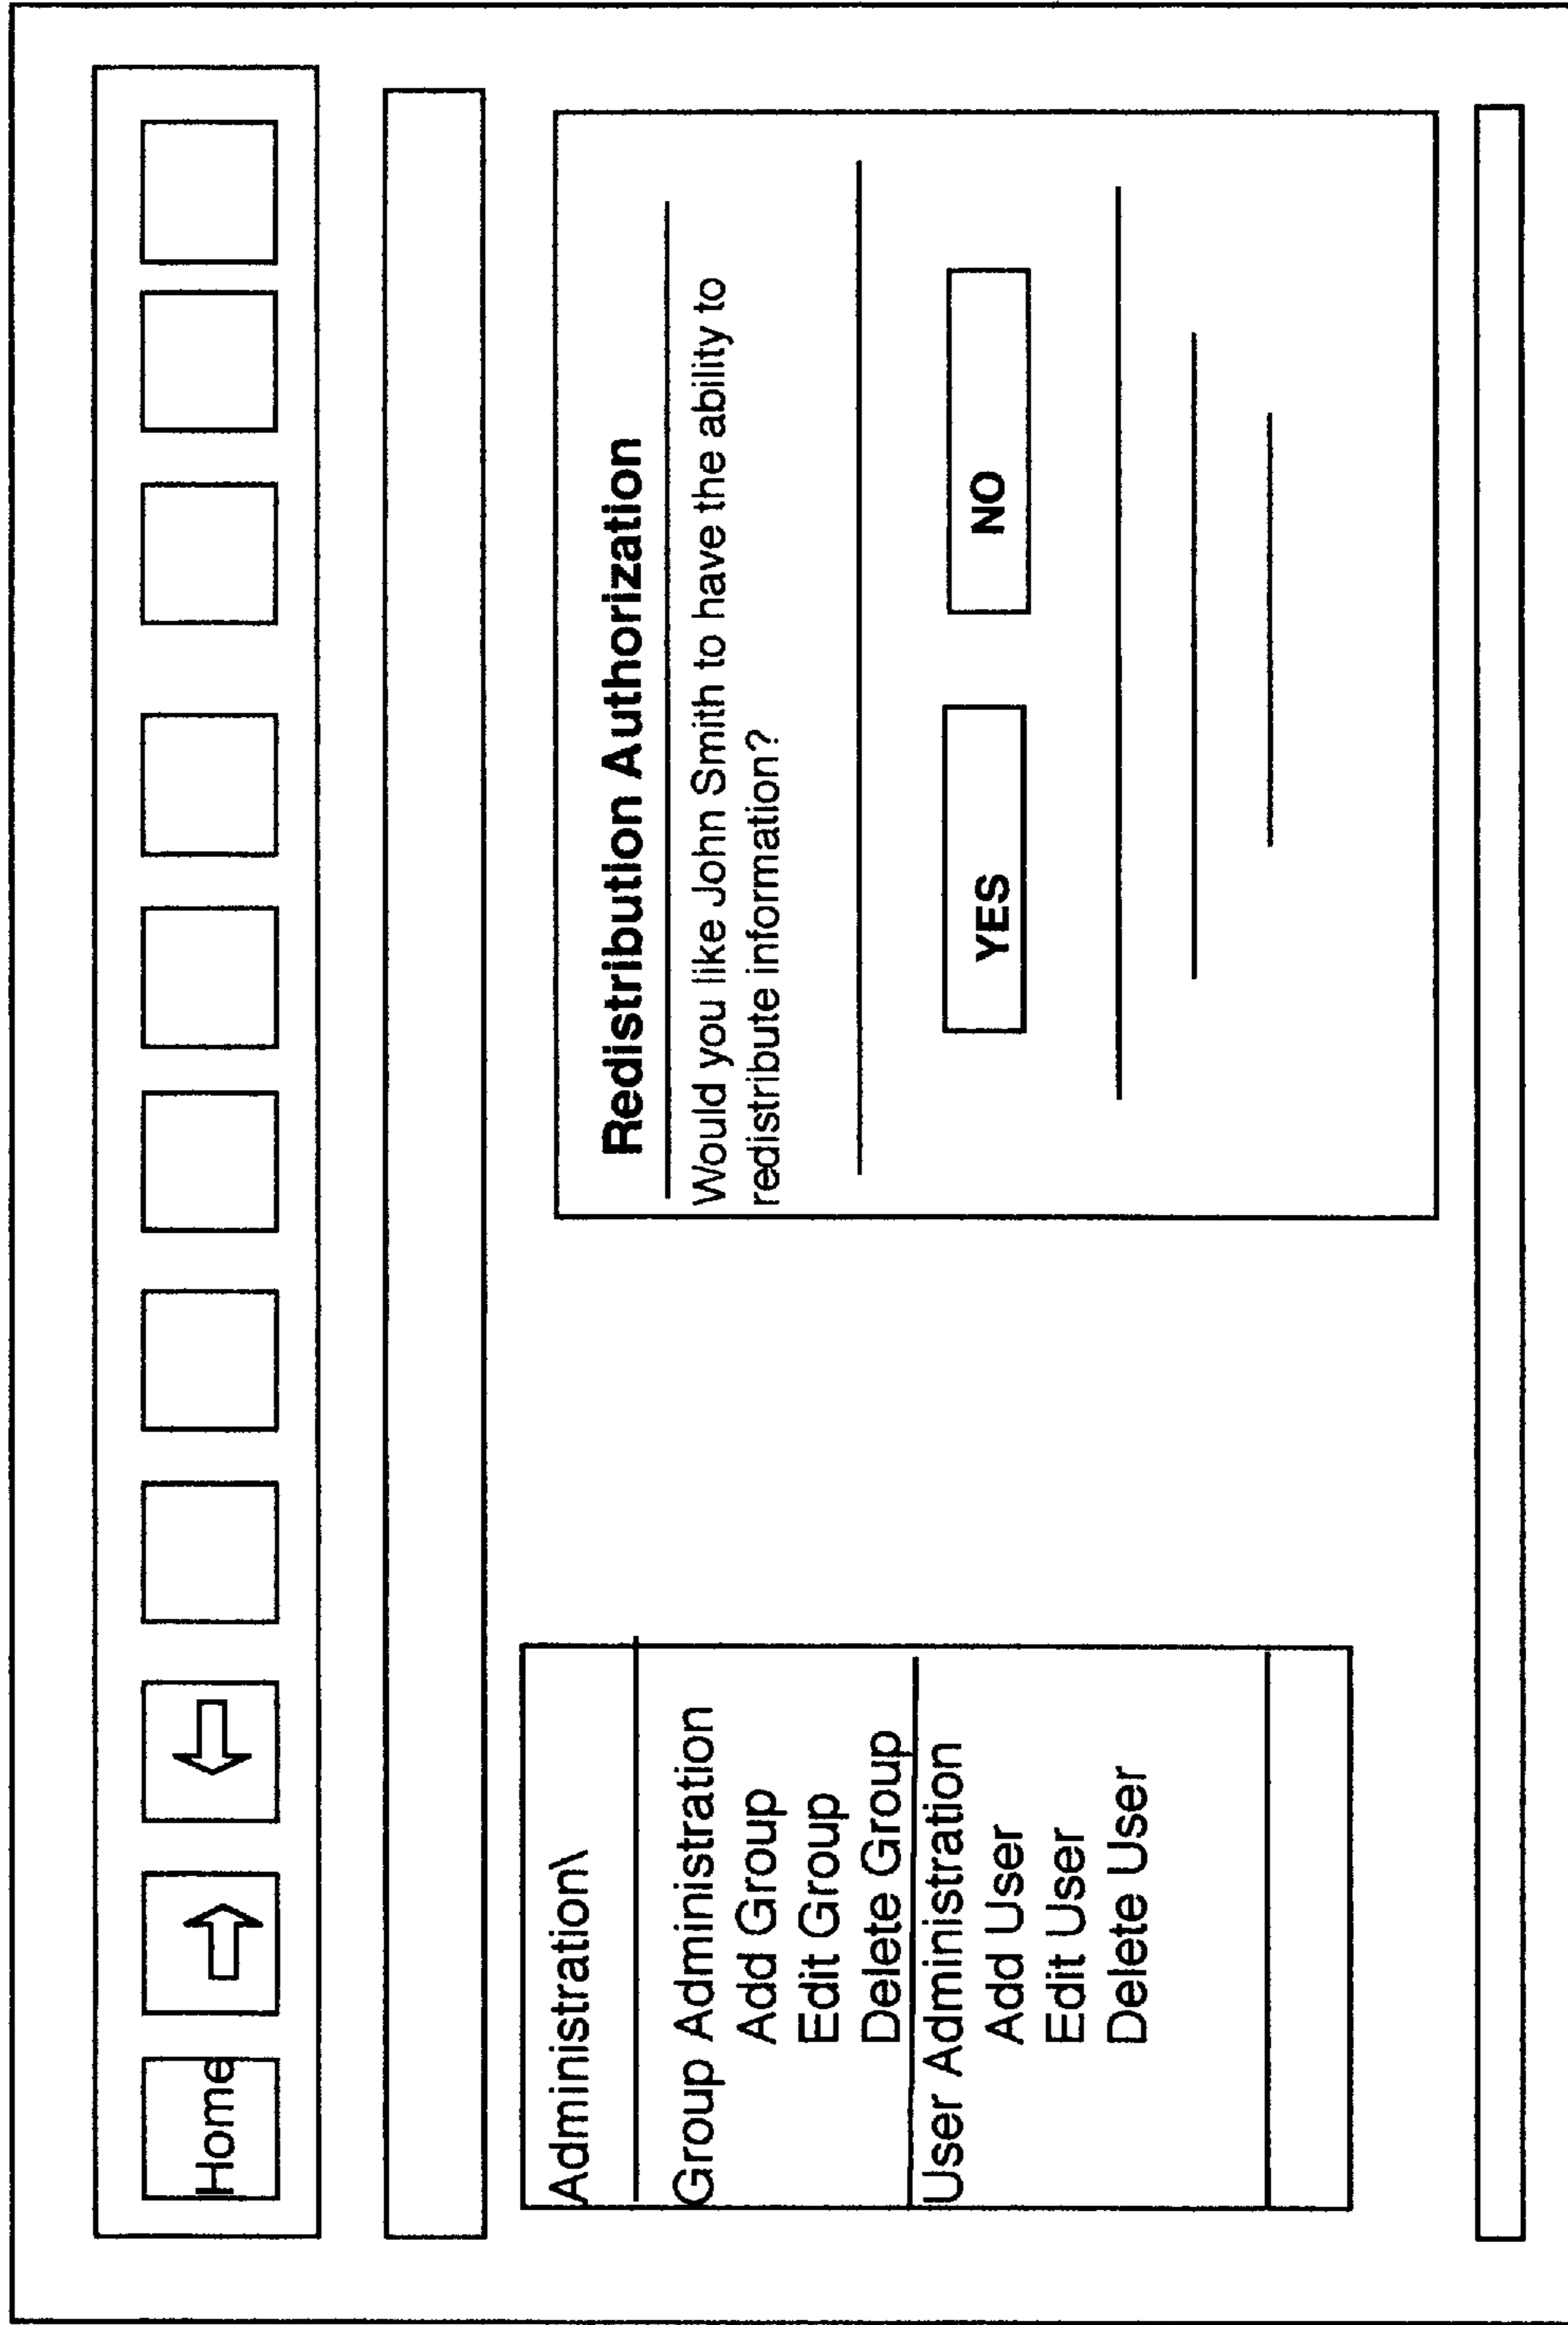 Home
Administration\
Group Administration
Add Group
Edit Group
Delete Group
User Administration
Add User
Edit User
Delete User
Redistribution Authorization
Would you like John Smith to have the ability to
redistribute information?
YES
NO